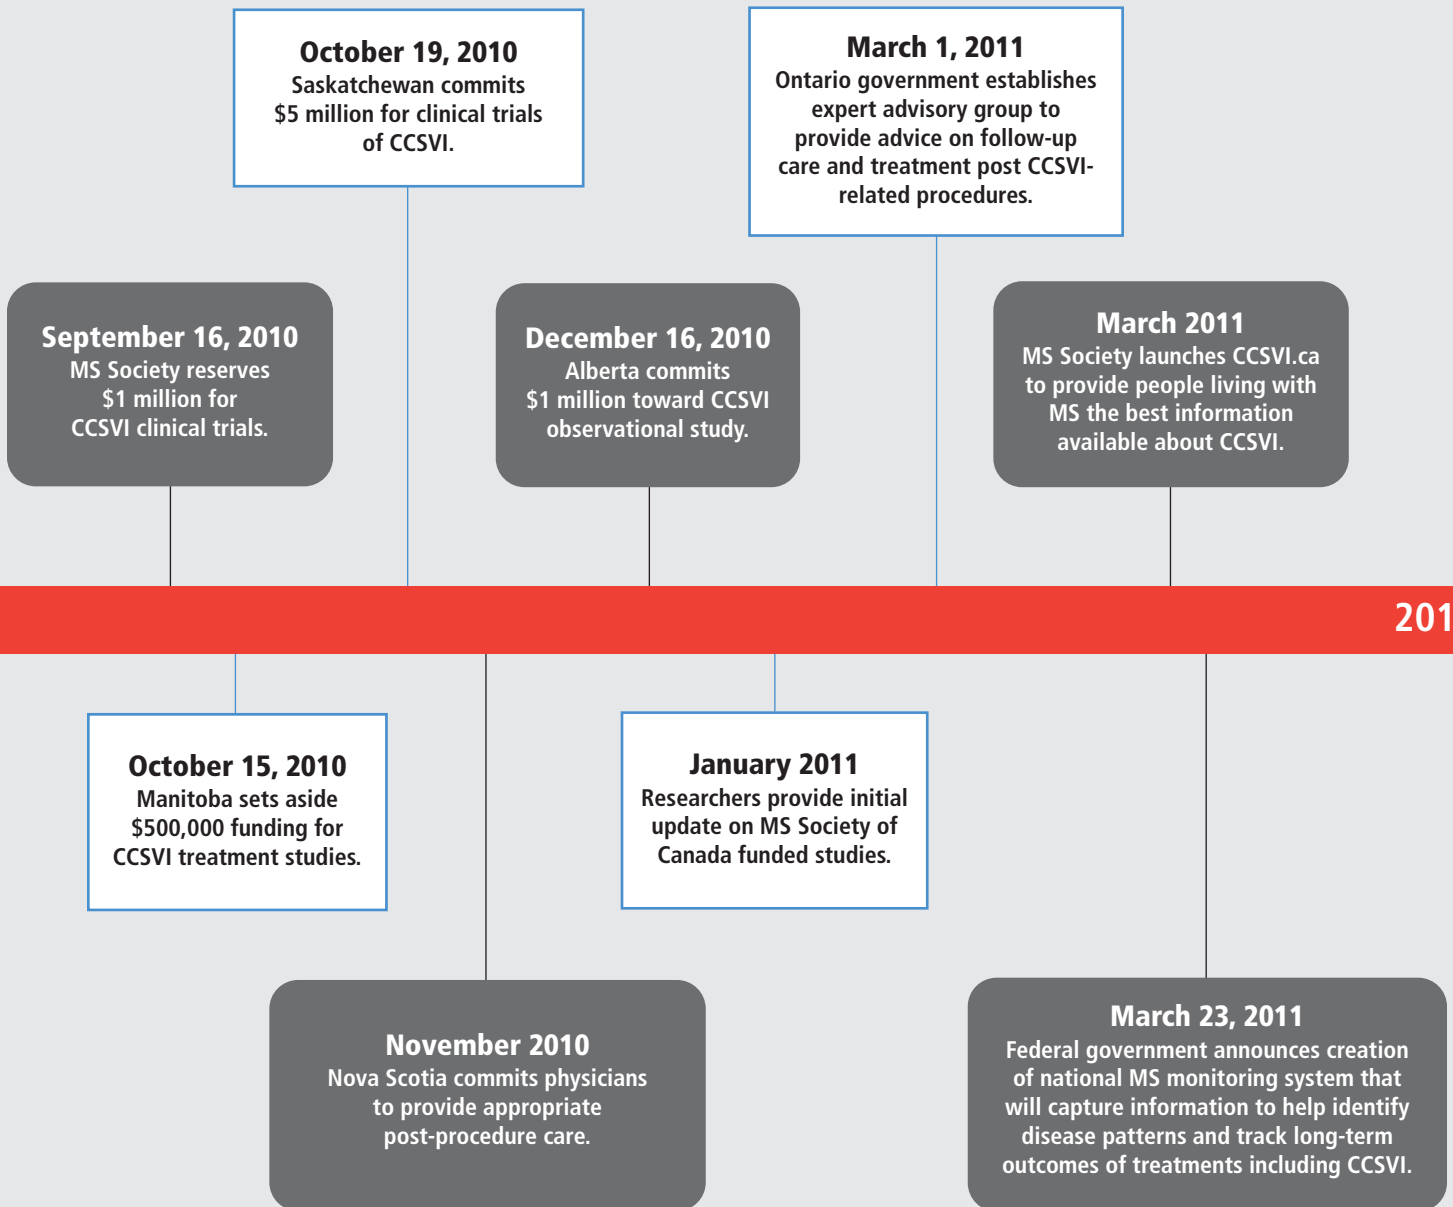 October 19, 2010
Saskatchewan commits
$5 million for clinical trials
of CCSVI.
March 1, 2011
Ontario government establishes
expert advisory group to
provide advice on follow-up
care and treatment post CCSVI-
related procedures.
September 16, 2010
MS Society reserves
$1 million for
CCSVI clinical trials.
December 16, 2010
Alberta commits
$1 million toward CCSVI
observational study.
March 2011
MS Society launches CCSVI.ca
to provide people living with
MS the best information
available about CCSVI.
201
October 15, 2010
Manitoba sets aside
$500,000 funding for
CCSVI treatment studies.
January 2011
Researchers provide initial
update on MS Society of
Canada funded studies.
November 2010
Nova Scotia commits physicians
to provide appropriate
post-procedure care.
March 23, 2011
Federal government announces creation
of national MS monitoring system that
will capture information to help identify
disease patterns and track long-term
outcomes of treatments including CCSVI.